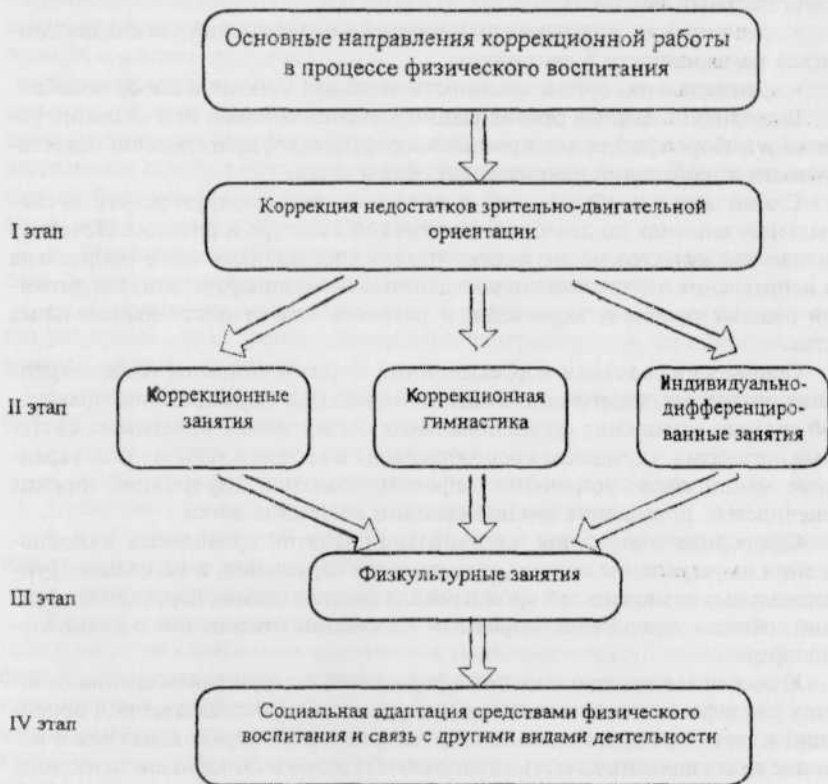 Основные направления коррекционной работы
в процессе физического воспитания
I этап
Коррекция недостатков зрительно-двигательной
ориентации
II этап
Коррекционные
занятия
Коррекционная
гимнастика
Индивидуально-
дифференциро-
ванные занятия
III этап
Физкультурные занятия
IV этап
Социальная адаптация средствами физического
воспитания и связь с другими видами деятельности